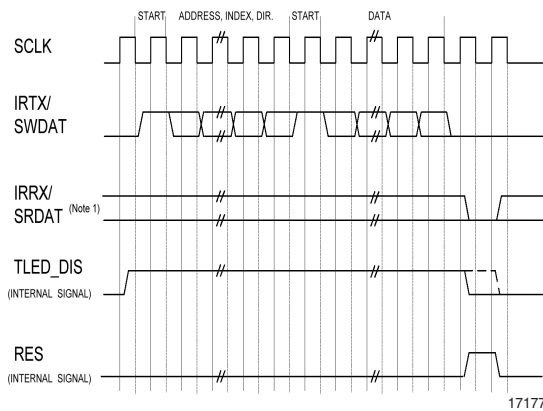 START ADDRESS, INDEX, DIR. START DATA
SCLK
IRTX/
SWDAT
IRRX/
SRDAT (Note 1)
TLED_DIS
(INTERNAL SIGNAL)
RES
(INTERNAL SIGNAL)
17177